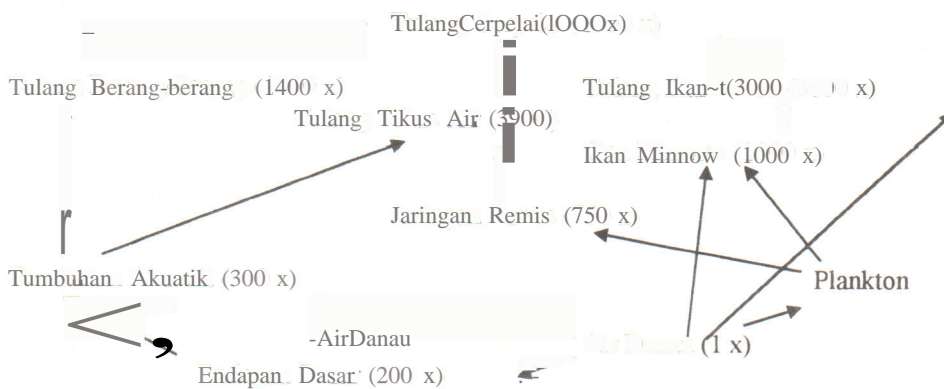 TulangCerpelai(lOQOx)
Tulang Berang-berang (1400 x)
Tulang Ikan~t(3000 x)
Tulang Tikus Air (3900)
Ikan Minnow (1000 x)
Jaringan Remis (750 x)
Tumbuhan Akuatik (300 x)
Plankton
-AirDanau
(1 x)
Endapan Dasar (200 x)